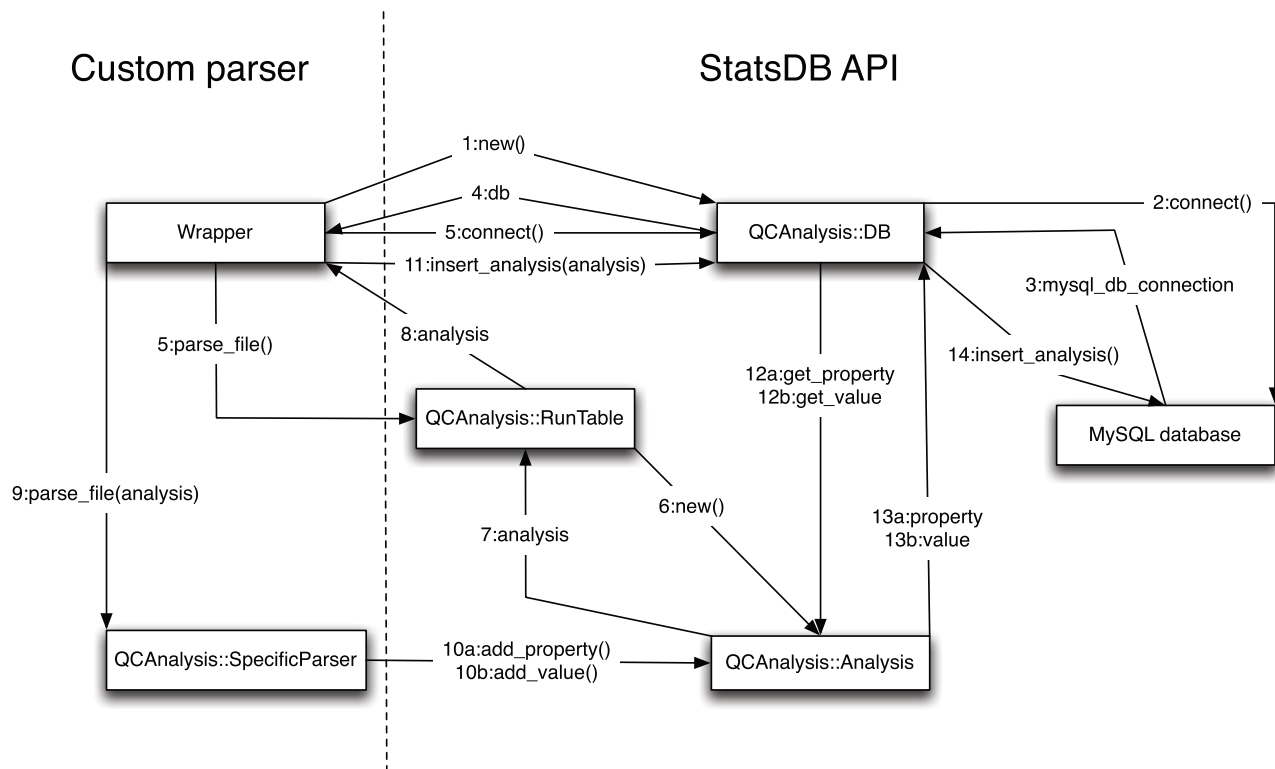 Custom parser
StatsDB API
1:new()
4:db
2:connect()
Wrapper
5:connect()
QCAnalysis::DB
11:insert_analysis(analysis)
3:mysql_db_connection
5:parse_file()
8:analysis
14:insert_analysis()
12a:get_property
12b:get_value
QCAnalysis::RunTable
MySQL database
9:parse_file(analysis)
6:new()
7:analysis
13a:property
13b:value
QCAnalysis::SpecificParser
10a:add_property()
10b:add_value()
QCAnalysis::Analysis